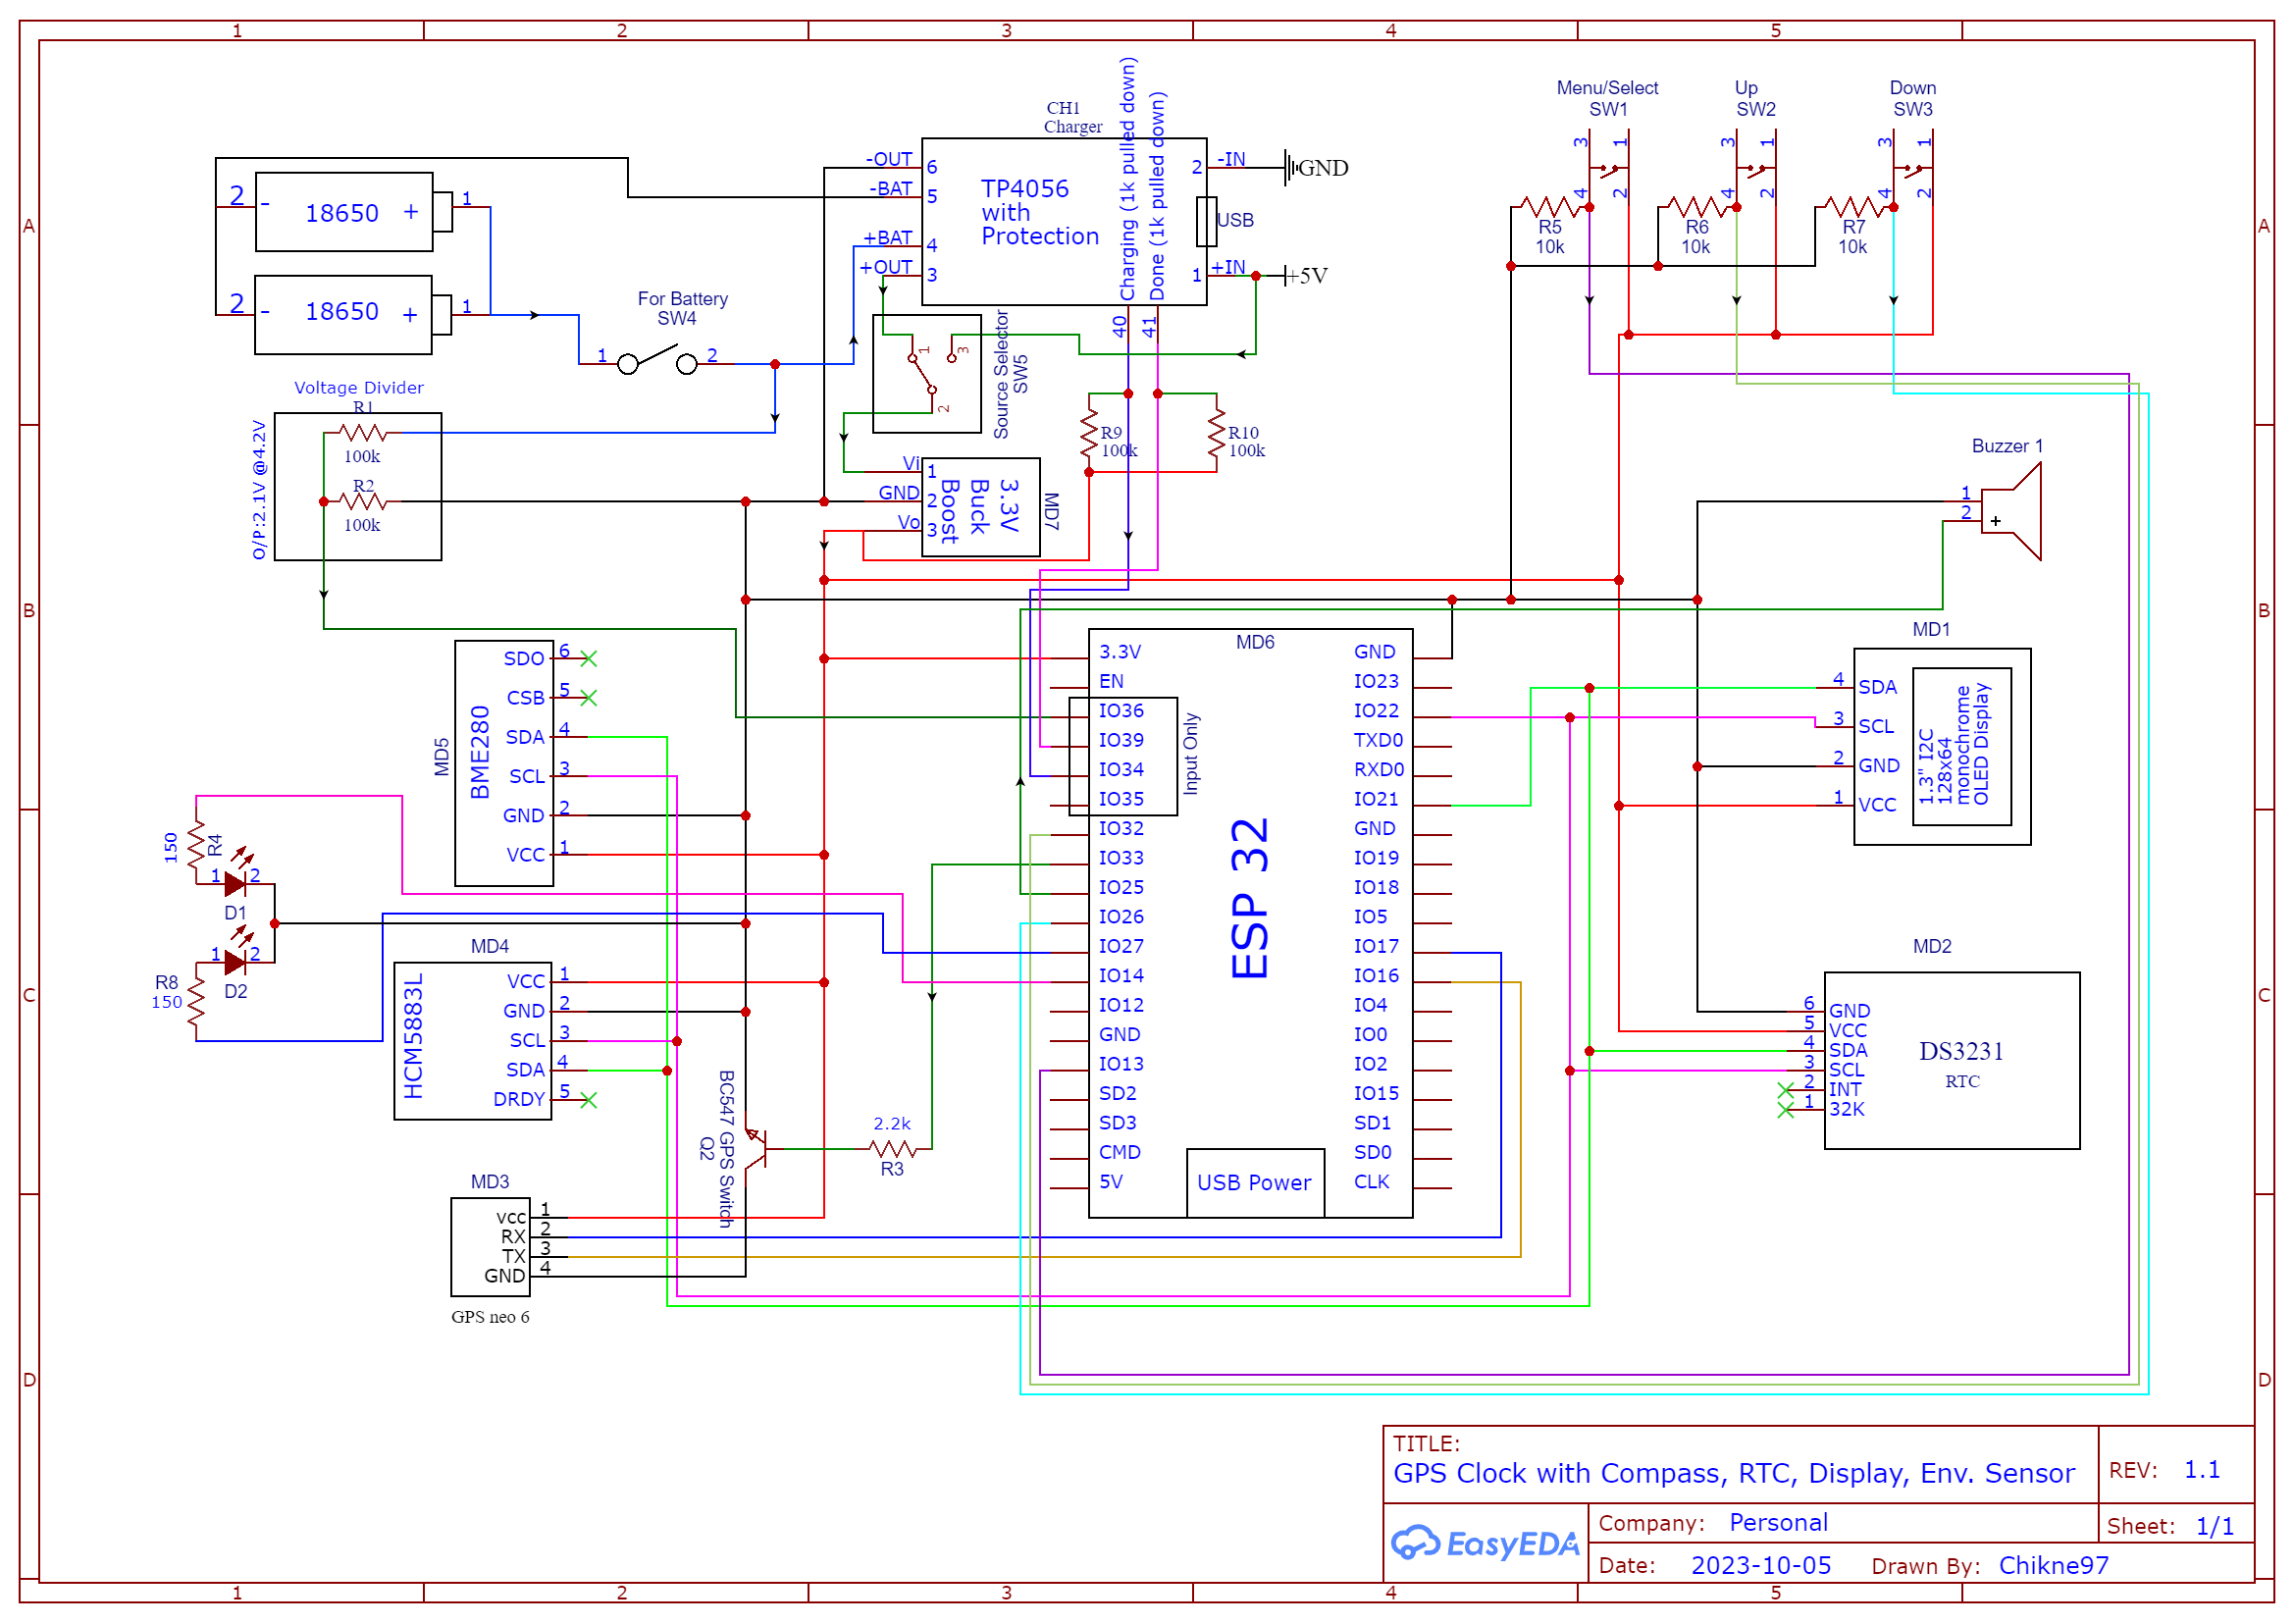 1 2 3 4 5
A
B
C
D
A
B
C
D
CH1
Charger
TP4056
with
Protection
-OUT 6
-BAT 5
+BAT 4
+OUT 3
2 -IN
GND
USB
1 +IN
+5V
Charging (1k pulled down)
Done (1k pulled down)
40
41
2 - 18650 + 1
2 - 18650 + 1
For Battery
SW4
1 2
Voltage Divider
R1
100k
R2
100k
O/P:2.1V @4.2V
Source Selector
SW5
1
3
2
Vi 1
GND 2
Vo 3
3.3V
Buck
Boost
MD7
R9
100k
R10
100k
Menu/Select
SW1
3 1
4 2
R5
10k
Up
SW2
3 1
4 2
R6
10k
Down
SW3
3 1
4 2
R7
10k
Buzzer 1
1
2
+
MD5
BME280
SDO 6
CSB 5
SDA 4
SCL 3
GND 2
VCC 1
150
R4
1 2
D1
1 2
D2
R8
150
MD4
HCM5883L
VCC 1
GND 2
SCL 3
SDA 4
DRDY 5
BC547 GPS Switch
Q2
2.2k
R3
MD3
vcc 1
RX 2
TX 3
GND 4
GPS neo 6
MD6
ESP 32
Input Only
3.3V
EN
IO36
IO39
IO34
IO35
IO32
IO33
IO25
IO26
IO27
IO14
IO12
GND
IO13
SD2
SD3
CMD
5V
GND
IO23
IO22
TXD0
RXD0
IO21
GND
IO19
IO18
IO5
IO17
IO16
IO4
IO0
IO2
IO15
SD1
SD0
CLK
USB Power
MD1
4 SDA
3 SCL
2 GND
1 VCC
1.3" I2C
128x64
monochrome
OLED Display
MD2
6 GND
5 VCC
4 SDA
3 SCL
2 INT
1 32K
DS3231
RTC
TITLE:
GPS Clock with Compass, RTC, Display, Env. Sensor
REV: 1.1
EasyEDA
Company: Personal
Sheet: 1/1
Date: 2023-10-05 Drawn By: Chikne97
1 2 3 4 5